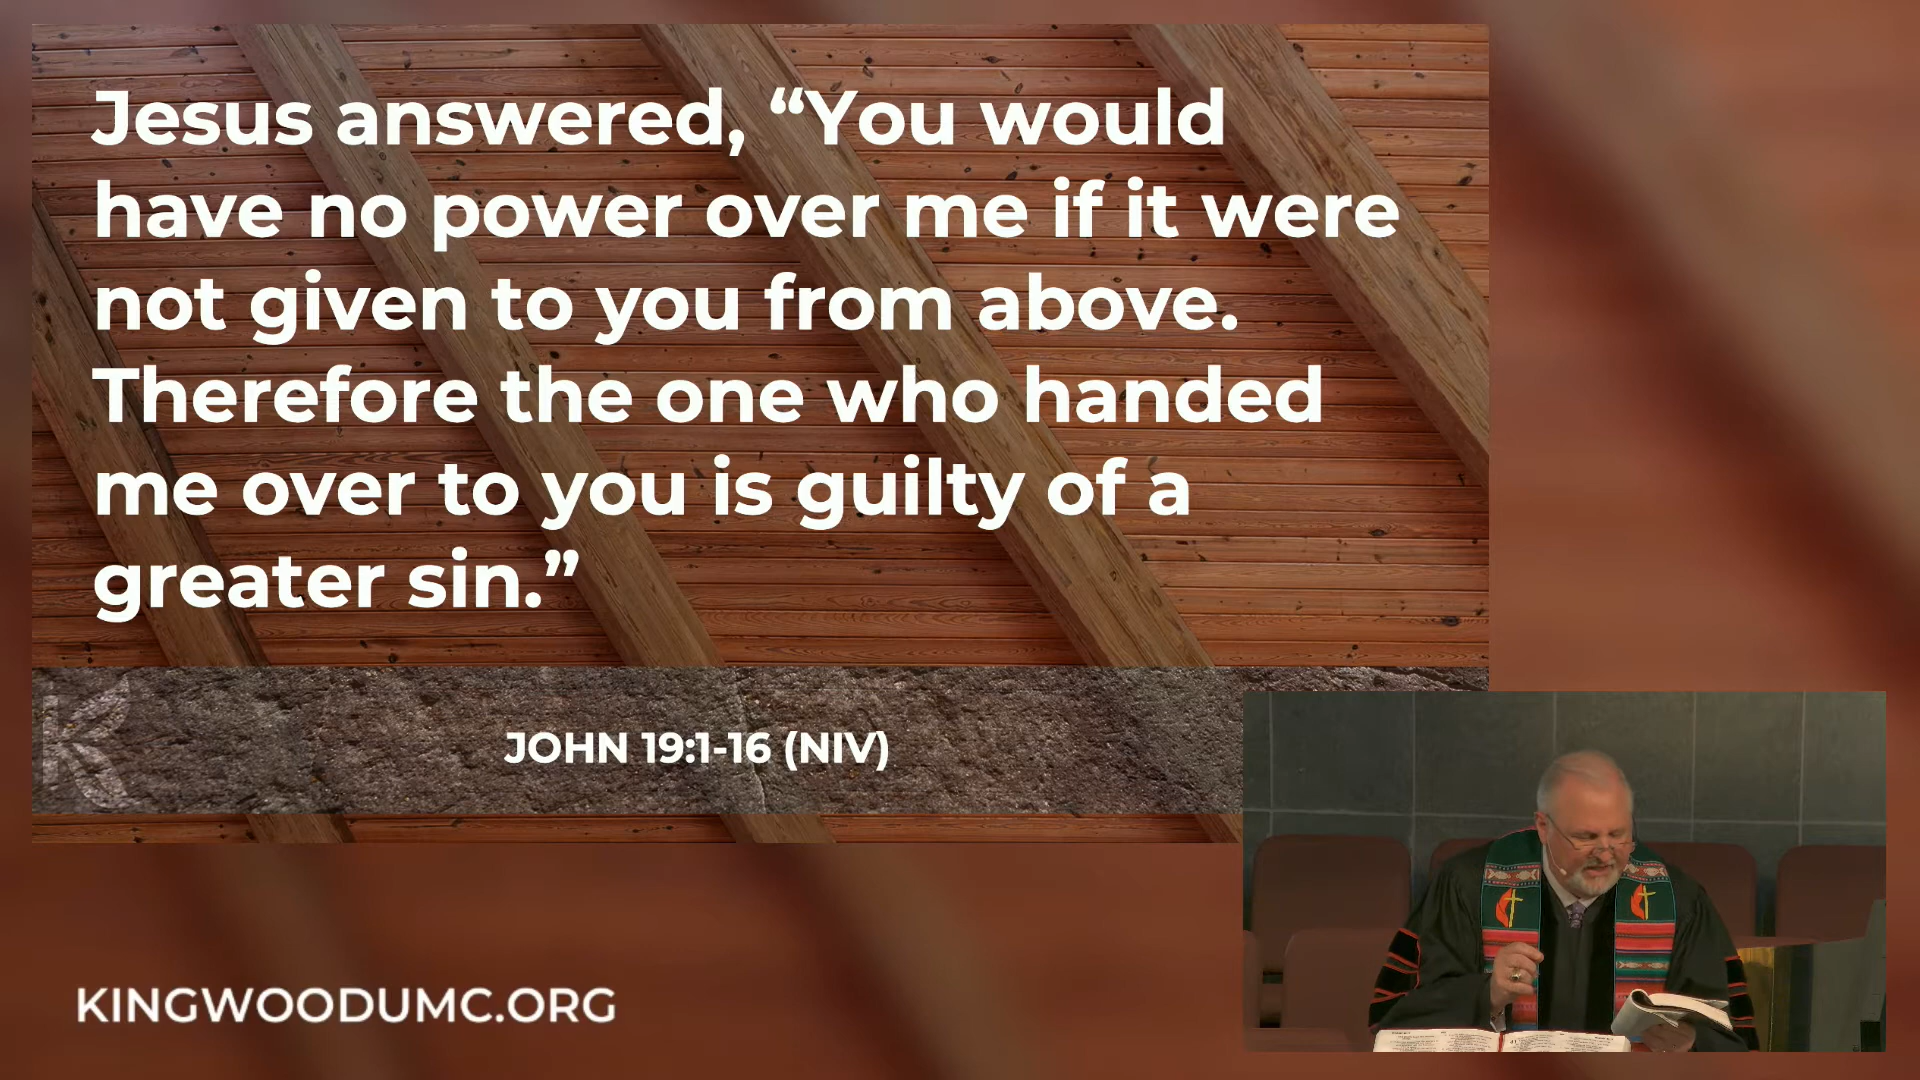 Jesus answered, “You would
have no power over me if it were
not given to you from above.
Therefore the one who handed
me over to you is guilty of a
greater sin.”
JOHN 19:1-16 (NIV)
KINGWOODUMC.ORG